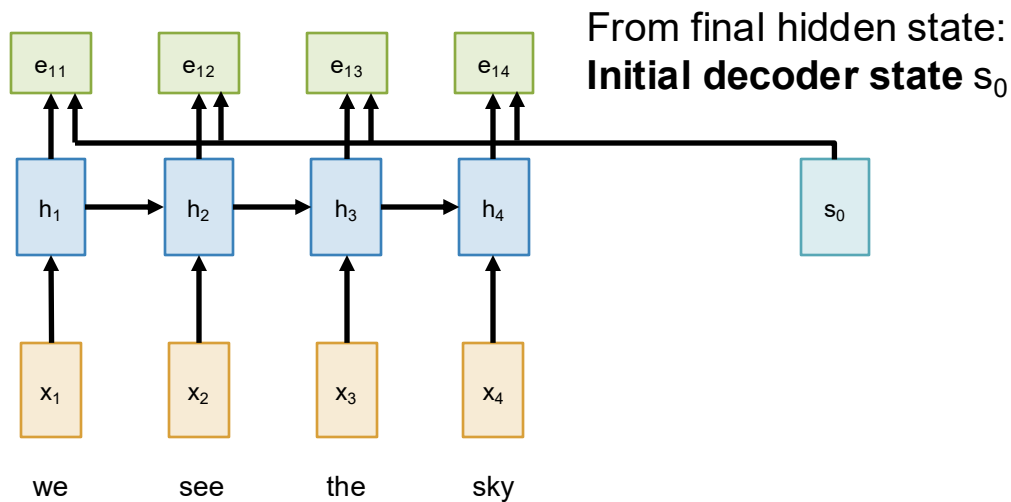 From final hidden state:
Initial decoder state s₀
e₁₁ e₁₂ e₁₃ e₁₄
h₁ h₂ h₃ h₄ s₀
x₁ x₂ x₃ x₄
we see the sky